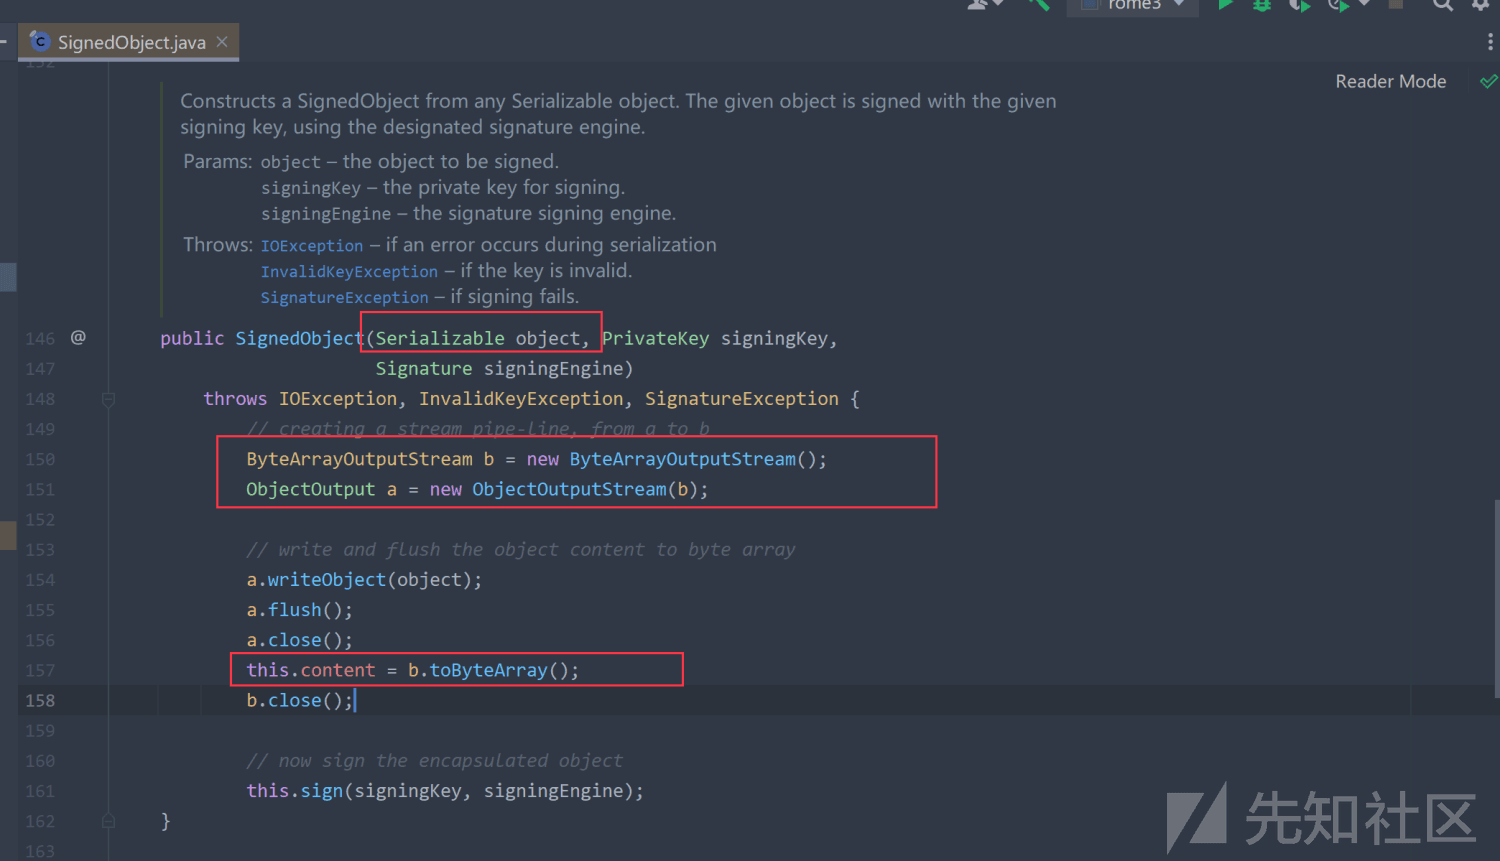 rome3
SignedObject.java
152
Reader Mode
Constructs a SignedObject from any Serializable object. The given object is signed with the given
signing key, using the designated signature engine.
Params: object – the object to be signed.
signingKey – the private key for signing.
signingEngine – the signature signing engine.
Throws: IOException – if an error occurs during serialization
InvalidKeyException – if the key is invalid.
SignatureException – if signing fails.
146 @ public SignedObject(Serializable object, PrivateKey signingKey,
147 Signature signingEngine)
148 throws IOException, InvalidKeyException, SignatureException {
149 // creating a stream pipe-line, from a to b
150 ByteArrayOutputStream b = new ByteArrayOutputStream();
151 ObjectOutput a = new ObjectOutputStream(b);
152
153 // write and flush the object content to byte array
154 a.writeObject(object);
155 a.flush();
156 a.close();
157 this.content = b.toByteArray();
158 b.close();
159
160 // now sign the encapsulated object
161 this.sign(signingKey, signingEngine);
162 }
163
先知社区